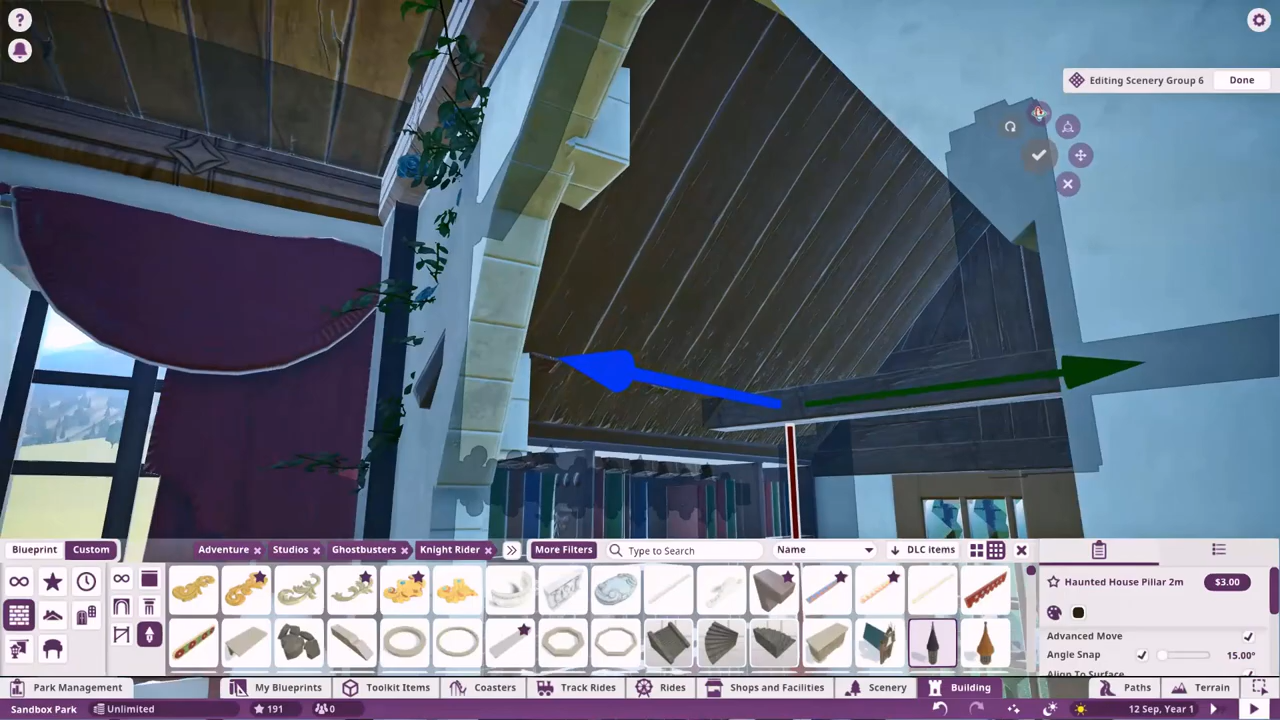 ?
Editing Scenery Group 6
Done
Blueprint
Custom
Adventure ×
Studios ×
Ghostbusters ×
Knight Rider ×
More Filters
Type to Search
Name
DLC Items
Haunted House Pillar 2m
$3.00
Advanced Move
Angle Snap
15.00°
Park Management
My Blueprints
Toolkit Items
Coasters
Track Rides
Rides
Shops and Facilities
Scenery
Building
Paths
Terrain
Sandbox Park
Unlimited
191
0
12 Sep, Year 1